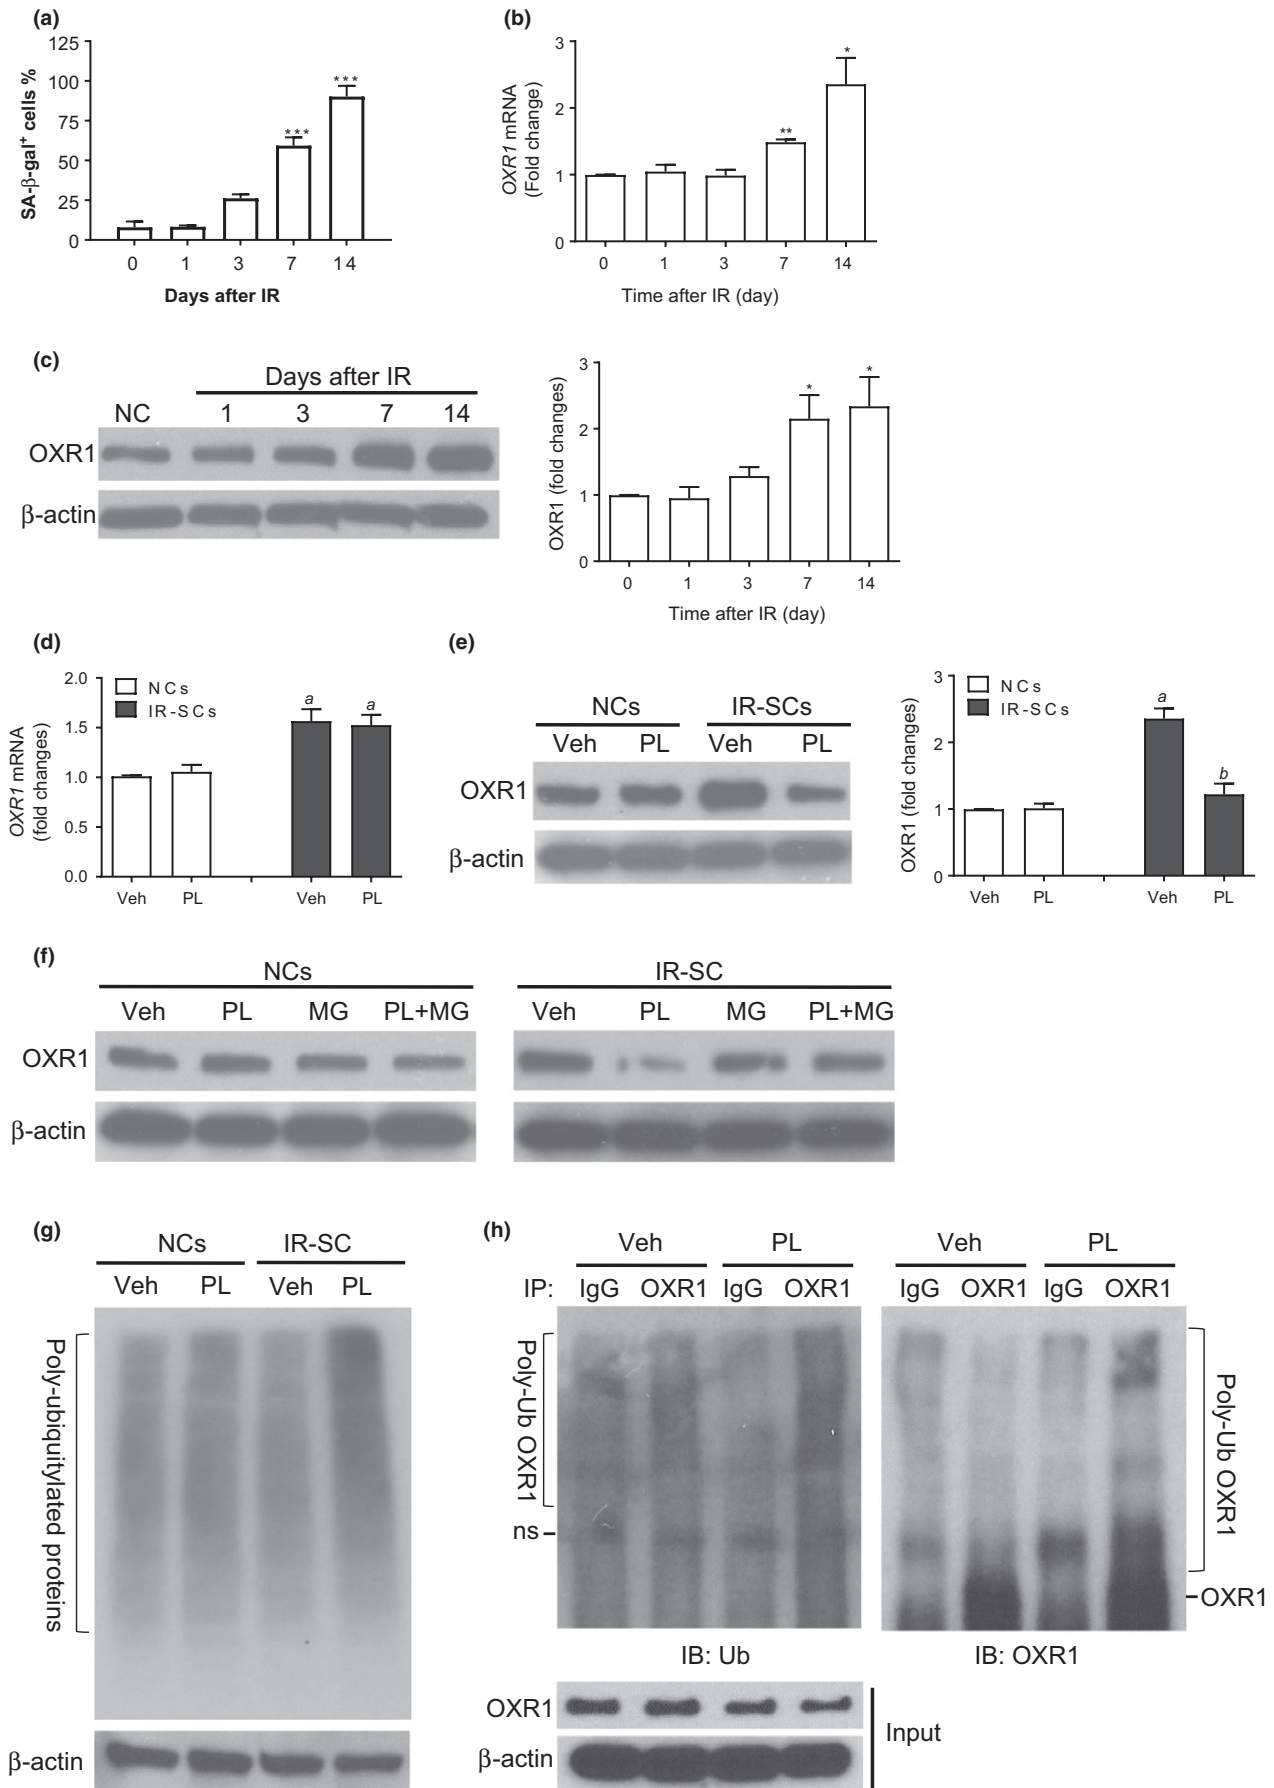 (a)
125
100
75
50
25
0
SA-β-gal⁺ cells %
***
***
0 1 3 7 14
Days after IR
(b)
3
2
1
0
OXR1 mRNA
(Fold change)
**
*
0 1 3 7 14
Time after IR (day)
(c)
Days after IR
NC 1 3 7 14
OXR1
β-actin
3
2
1
0
OXR1 (fold changes)
*
*
0 1 3 7 14
Time after IR (day)
(d)
2.0
1.5
1.0
0.5
0.0
OXR1 mRNA
(fold changes)
NCs
IR-SCs
a a
Veh PL Veh PL
(e)
NCs IR-SCs
Veh PL Veh PL
OXR1
β-actin
3
2
1
0
OXR1 (fold changes)
NCs
IR-SCs
a
b
Veh PL Veh PL
(f)
NCs IR-SC
Veh PL MG PL+MG Veh PL MG PL+MG
OXR1
β-actin
(g)
NCs IR-SC
Veh PL Veh PL
Poly-ubiquitylated proteins
β-actin
(h)
Veh PL Veh PL
IP: IgG OXR1 IgG OXR1 IgG OXR1 IgG OXR1
Poly-Ub OXR1
ns
Poly-Ub OXR1
OXR1
IB: Ub IB: OXR1
OXR1
β-actin
Input